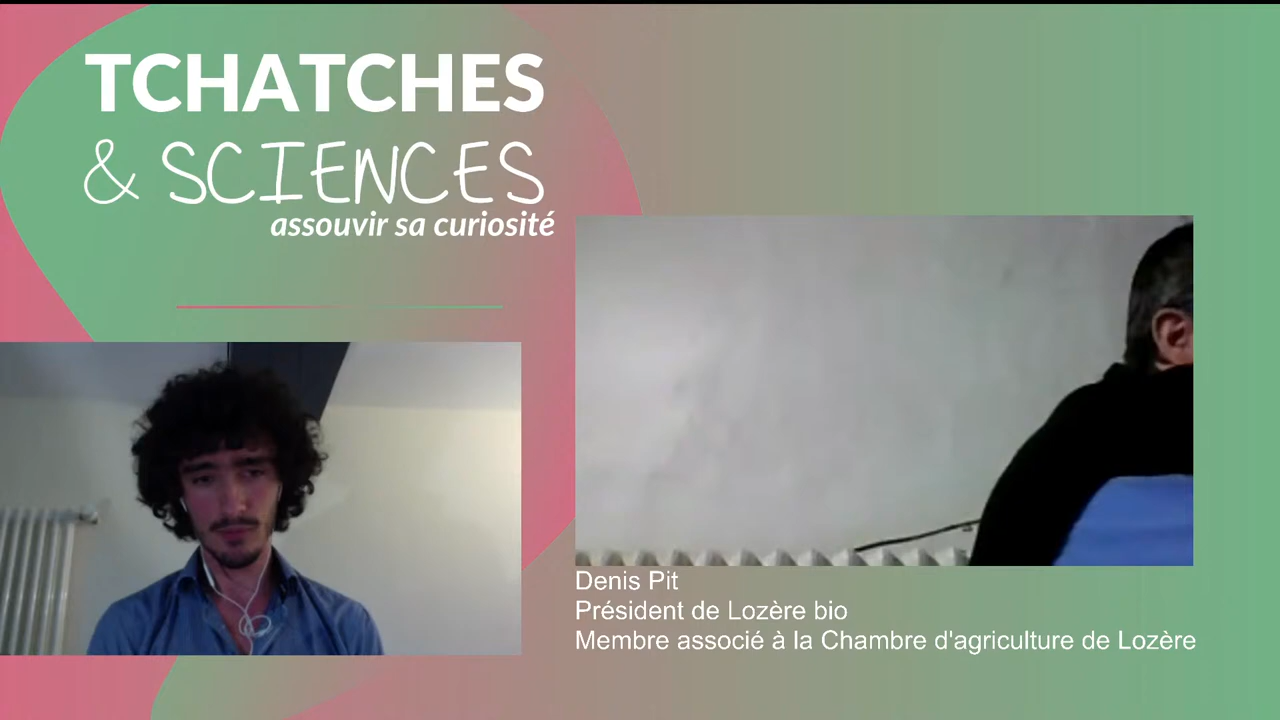 TCHATCHES
& SCIENCES
assouvir sa curiosité
Denis Pit
Président de Lozère bio
Membre associé à la Chambre d'agriculture de Lozère